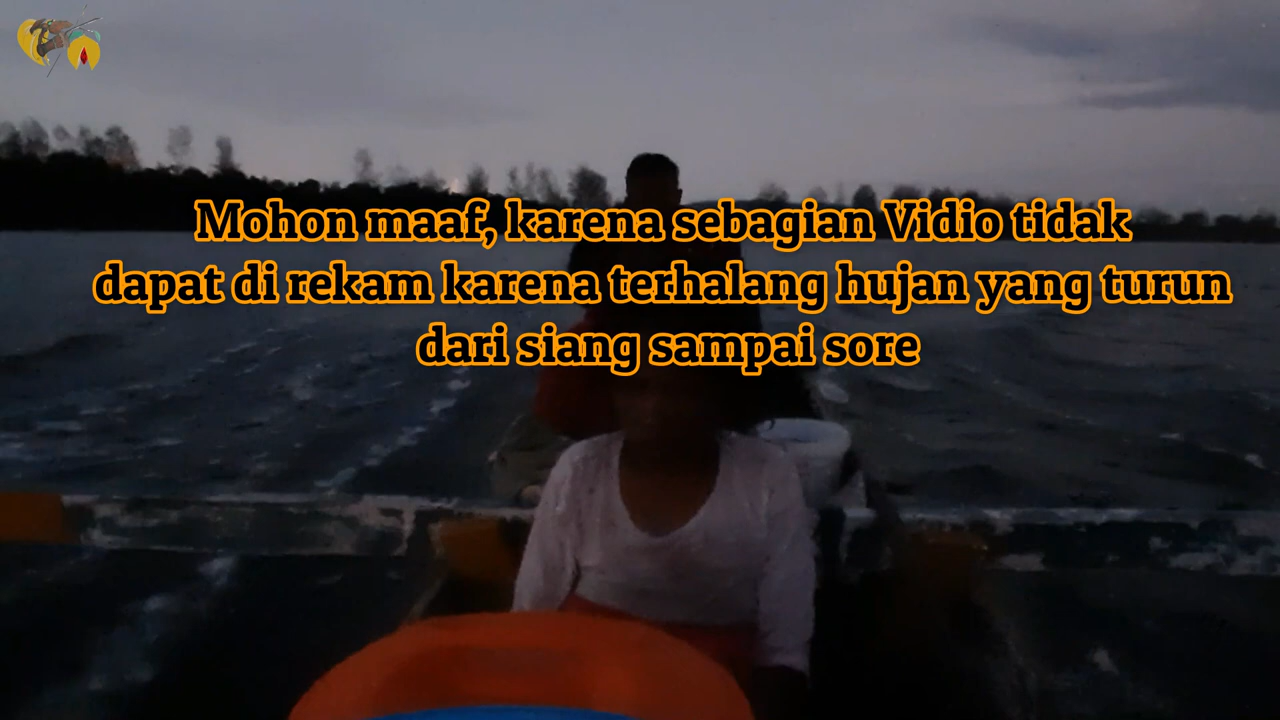 Mohon maaf, karena sebagian Vidio tidak
dapat di rekam karena terhalang hujan yang turun
dari siang sampai sore